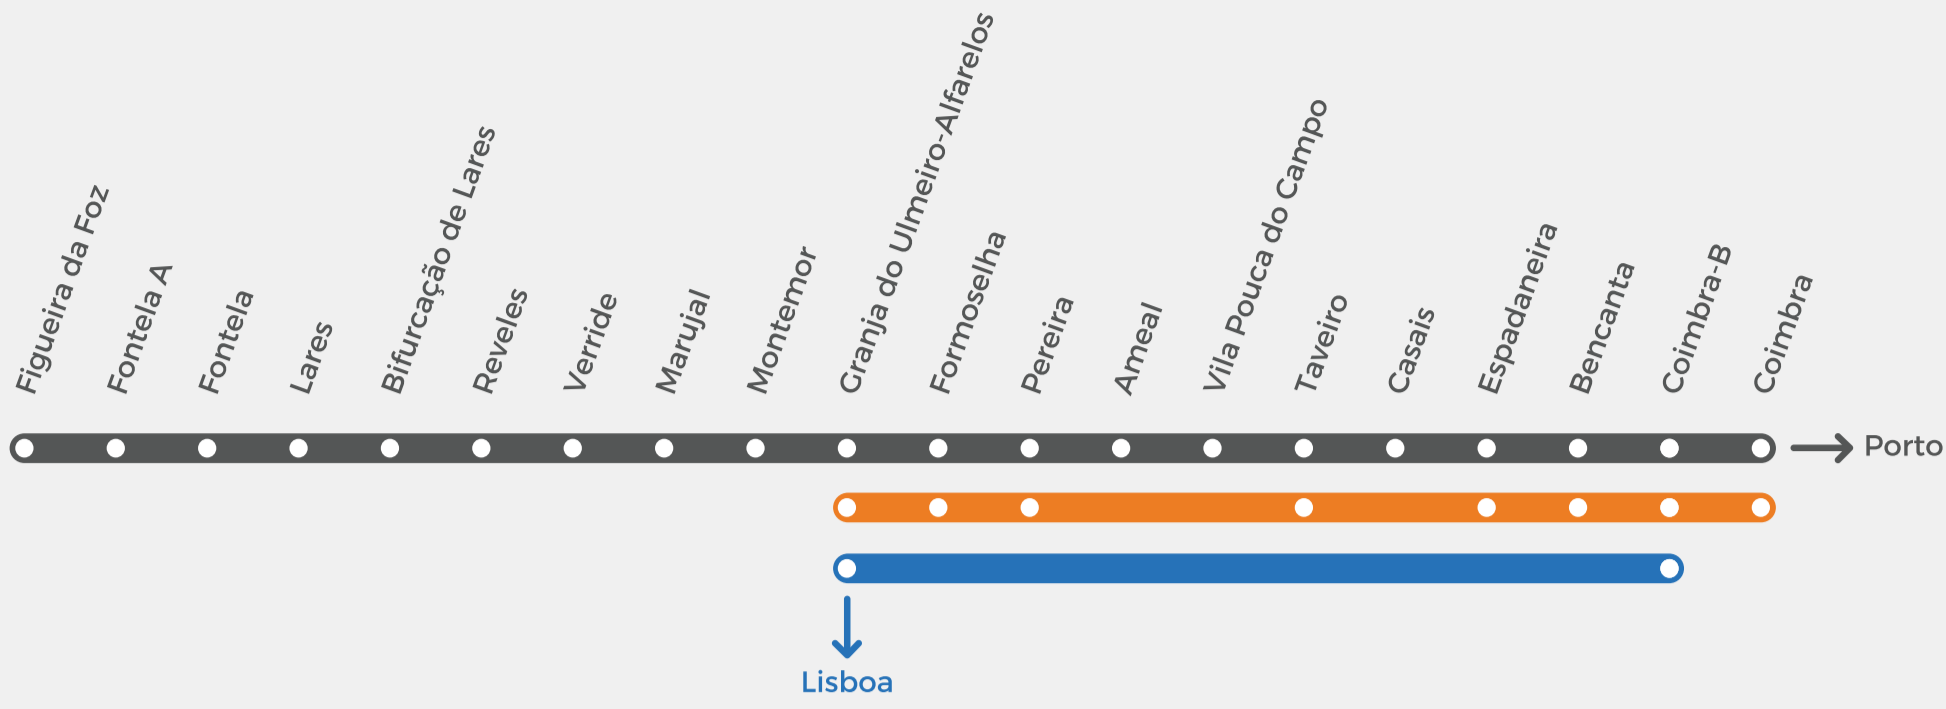 Figueira da Foz
Fontela A
Fontela
Lares
Bifurcação de Lares
Reveles
Verride
Marujal
Montemor
Granja do Ulmeiro-Alfarelos
Formoselha
Pereira
Ameal
Vila Pouca do Campo
Taveiro
Casais
Espadaneira
Bencanta
Coimbra-B
Coimbra
Porto
Lisboa